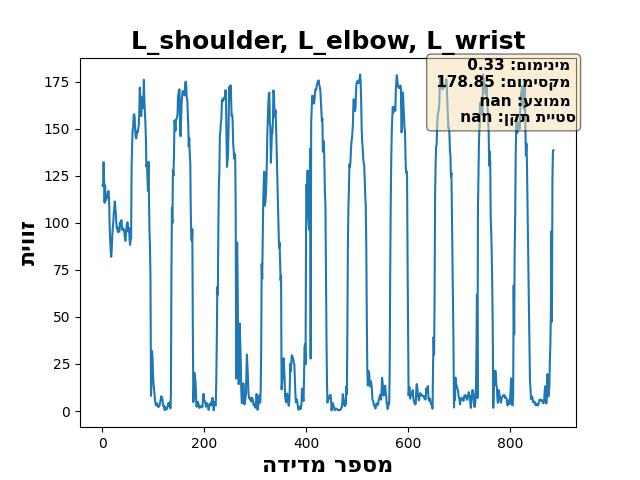 L_shoulder, L_elbow, L_wrist
מינימום: 0.33
מקסימום: 178.85
ממוצע: nan
סטיית תקן: nan
זווית
175
150
125
100
75
50
25
0
0 200 400 600 800
מספר מדידה